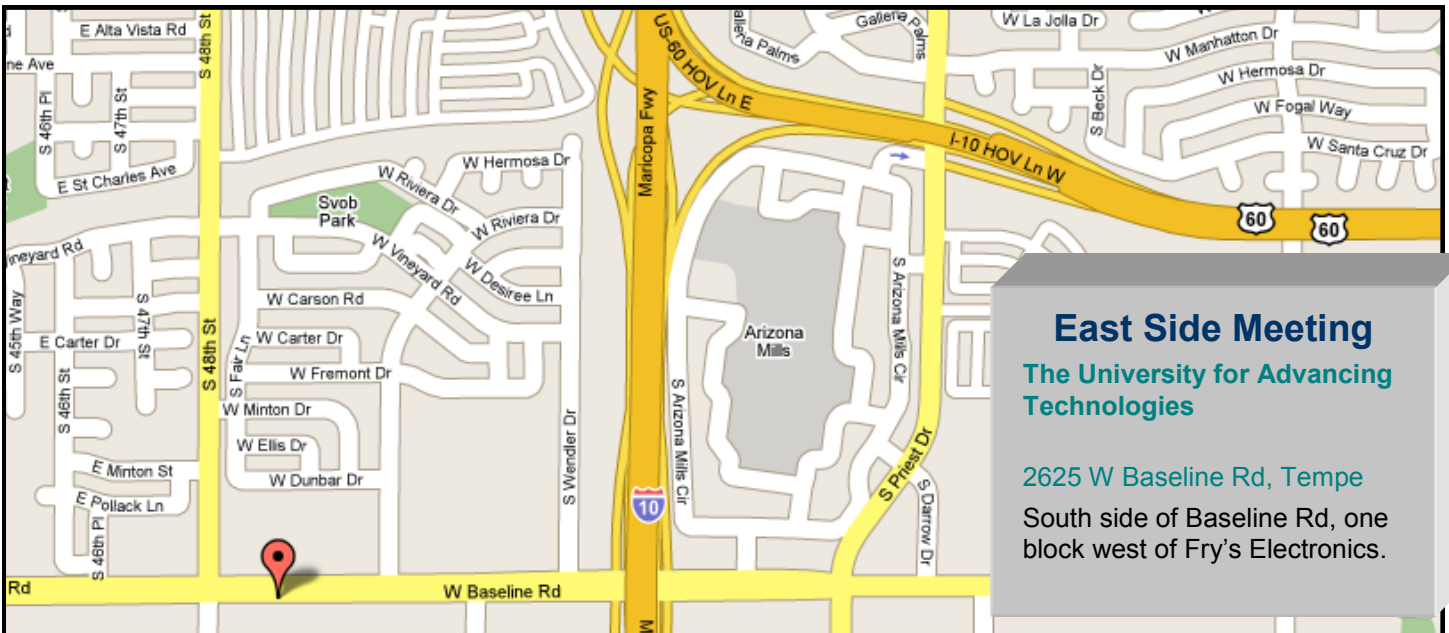 E Alta Vista Rd
S 48th St
US-60 HOV Ln E
Galleria Palms
Galleria Palms
W La Jolla Dr
W Manhatton Dr
ne Ave
W Hermosa Dr
S 46th Pl
S 47th St
Maricopa Fwy
S Beck Dr
W Fogal Way
I-10 HOV Ln W
W Santa Cruz Dr
E St Charles Ave
W Hermosa Dr
W Riviera Dr
Svob
Park
W Riviera Dr
60
60
ineyard Rd
W Vineyard Rd
W Desiree Ln
S Arizona Mills Cir
S 45th Way
S 47th St
W Carson Rd
E Carter Dr
S 48th St
S Fair Ln
W Carter Dr
Arizona
Mills
W Fremont Dr
S 46th St
W Minton Dr
S Wendler Dr
S Arizona Mills Cir
W Ellis Dr
S Priest Dr
E Minton St
W Dunbar Dr
E Pollack Ln
10
S Darrow Dr
S 46th Pl
Rd
W Baseline Rd
M
East Side Meeting
The University for Advancing
Technologies
2625 W Baseline Rd, Tempe
South side of Baseline Rd, one
block west of Fry's Electronics.